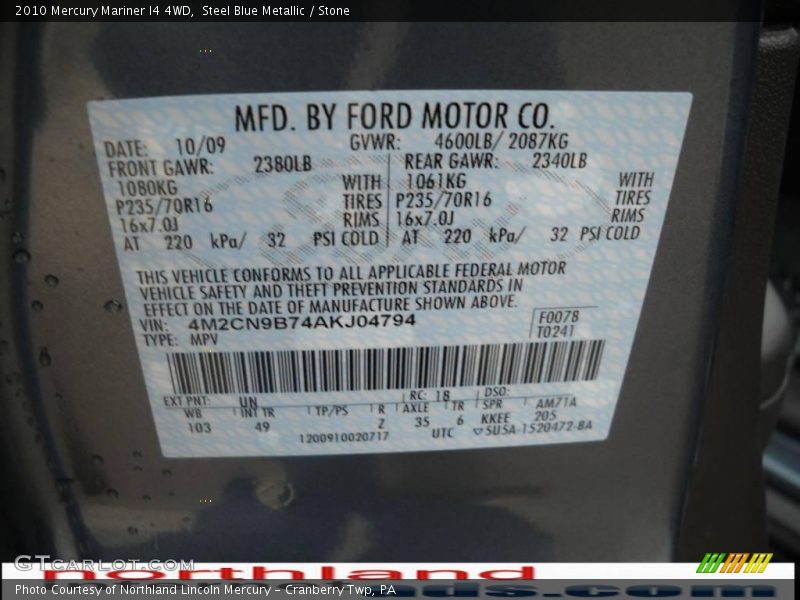 2010 Mercury Mariner I4 4WD, Steel Blue Metallic / Stone
MFD. BY FORD MOTOR CO.
DATE: 10/09 GVWR: 4600LB/ 2087KG
FRONT GAWR: 2380LB REAR GAWR: 2340LB
1080KG WITH 1061KG WITH
P235/70R16 TIRES P235/70R16 TIRES
16x7.0J RIMS 16x7.0J RIMS
AT 220 kPa/ 32 PSI COLD AT 220 kPa/ 32 PSI COLD
THIS VEHICLE CONFORMS TO ALL APPLICABLE FEDERAL MOTOR
VEHICLE SAFETY AND THEFT PREVENTION STANDARDS IN
EFFECT ON THE DATE OF MANUFACTURE SHOWN ABOVE.
VIN: 4M2CN9B74AKJ04794 F0078
TYPE: MPV T0241
EXT PNT: UN RC: 18 DSO:
WB INT TR TP/PS R AXLE TR SPR AM71A
103 49 Z 35 6 KKEE 205
1200910020717 UTC ▽5U5A-1520472-BA
GTcarlot.com
northland
Photo Courtesy of Northland Lincoln Mercury - Cranberry Twp, PA